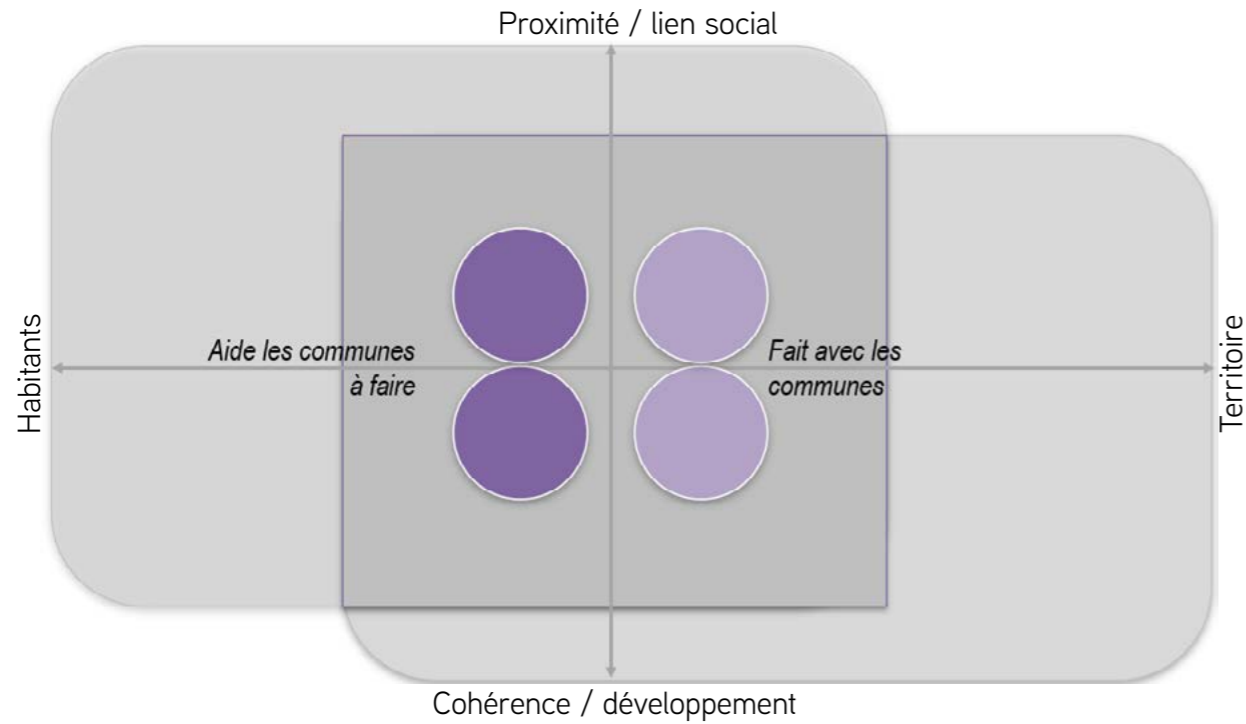 Proximité / lien social
Habitants
Aide les communes
à faire
Fait avec les
communes
Territoire
Cohérence / développement